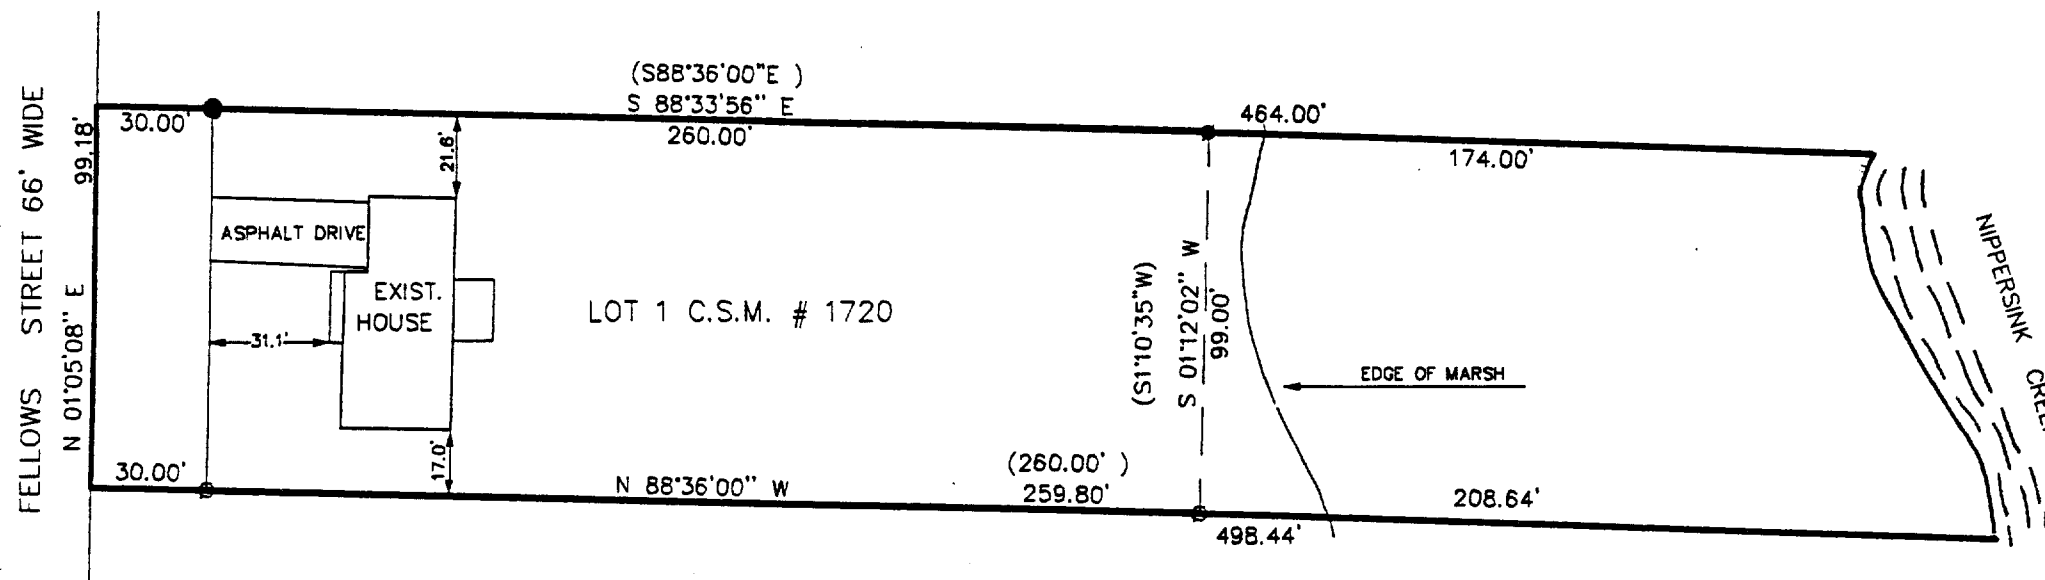 FELLOWS STREET 66' WIDE
N 01°05'08" E
99.18'
30.00'
(S88°36'00"E )
S 88°33'56" E
260.00'
464.00'
174.00'
21.6'
ASPHALT DRIVE
EXIST.
HOUSE
31.1'
17.0'
LOT 1 C.S.M. # 1720
(S1°10'35"W)
S 01°12'02" W
99.00'
EDGE OF MARSH
NIPPERSINK
30.00'
N 88°36'00" W
(260.00' )
259.80'
208.64'
498.44'